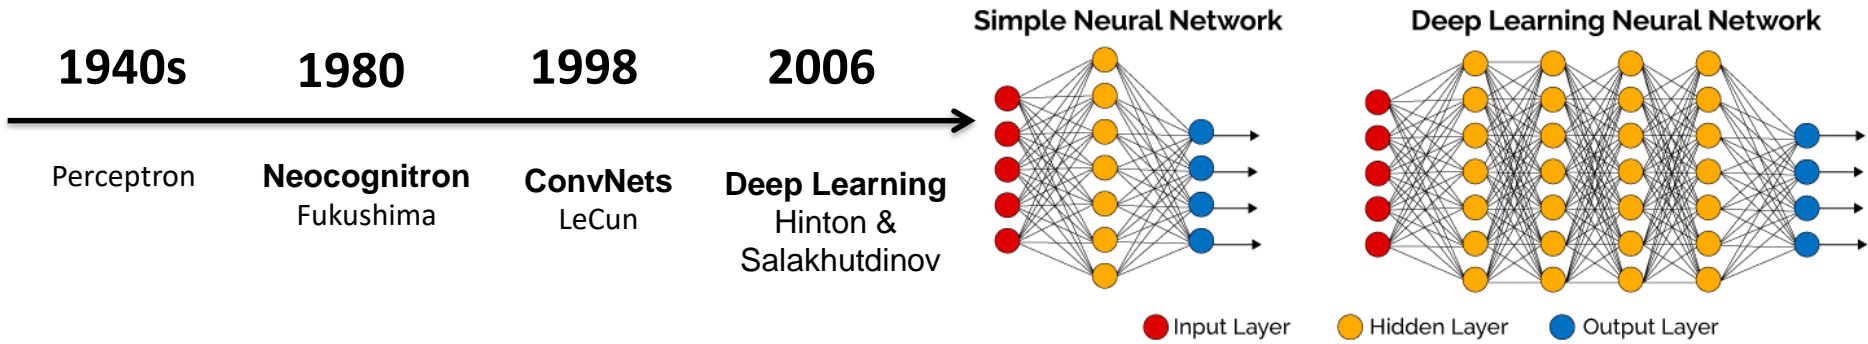 1940s
1980
1998
2006
Perceptron
Neocognitron
Fukushima
ConvNets
LeCun
Deep Learning
Hinton &
Salakhutdinov
Simple Neural Network
Deep Learning Neural Network
Input Layer
Hidden Layer
Output Layer